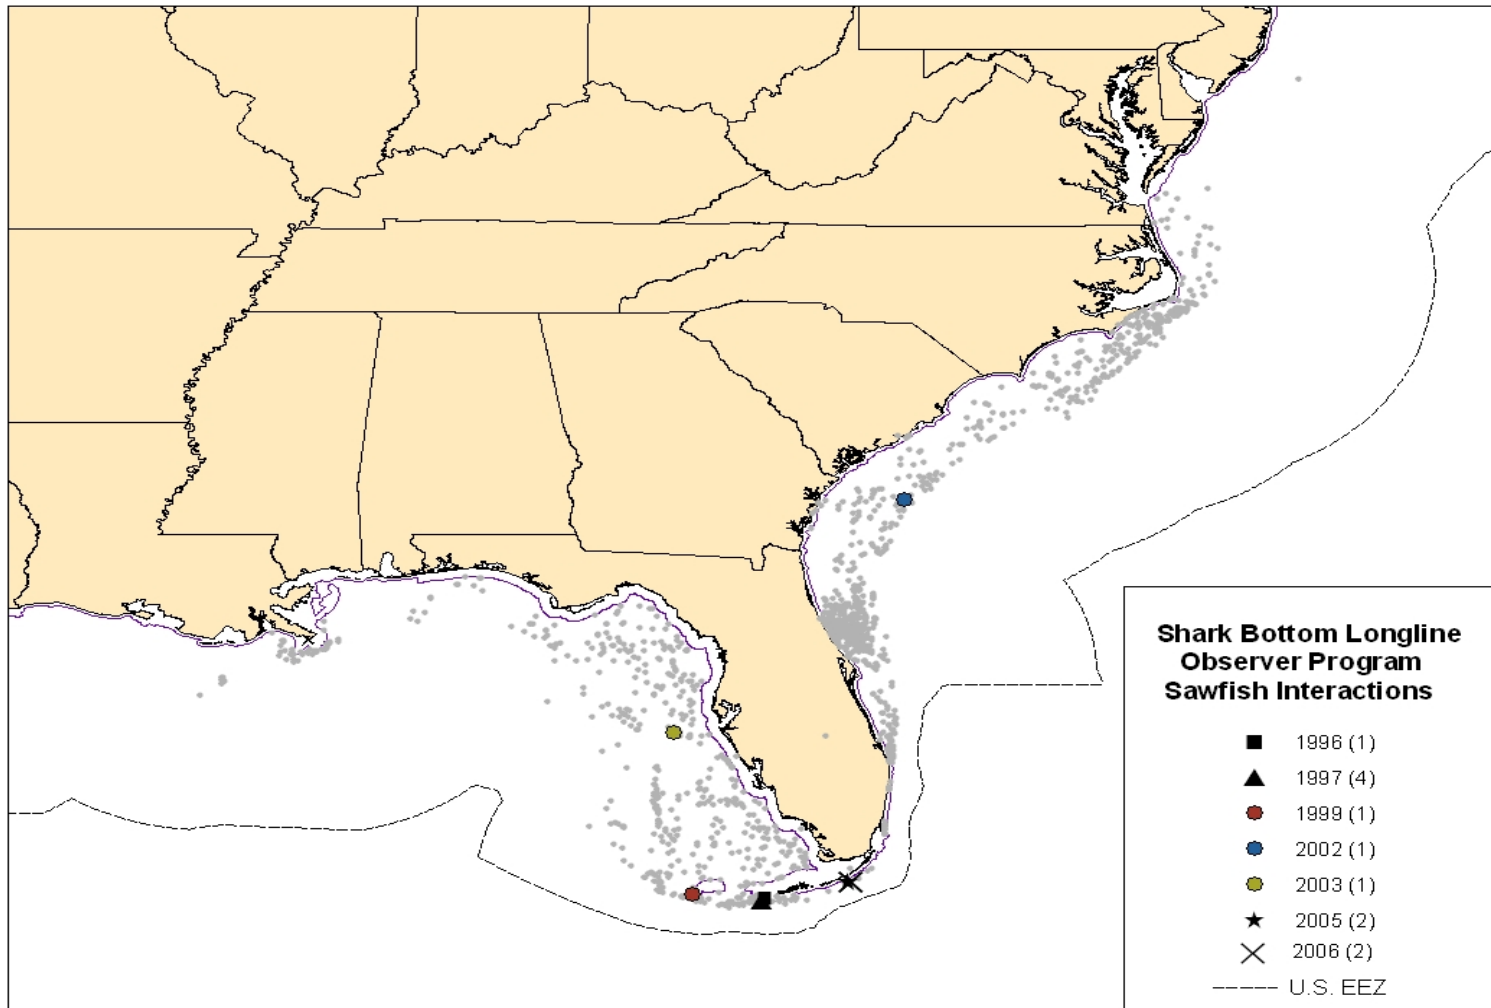 Shark Bottom Longline
Observer Program
Sawfish Interactions
1996 (1)
1997 (4)
1999 (1)
2002 (1)
2003 (1)
2005 (2)
2006 (2)
U.S. EEZ